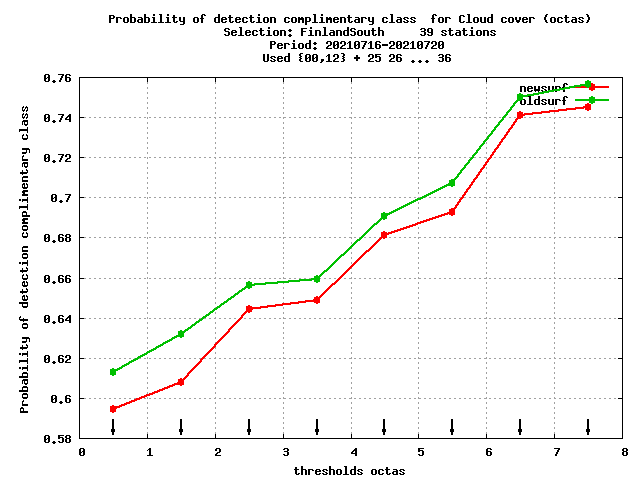 Probability of detection complimentary class  for Cloud cover (octas)
Selection: FinlandSouth     39 stations
Period: 20210716-20210720
Used {00,12} + 25 26 ... 36
newsurf
oldsurf
0.76
0.74
0.72
0.7
0.68
0.66
0.64
0.62
0.6
0.58
Probability of detection complimentary class
0 1 2 3 4 5 6 7 8
thresholds octas